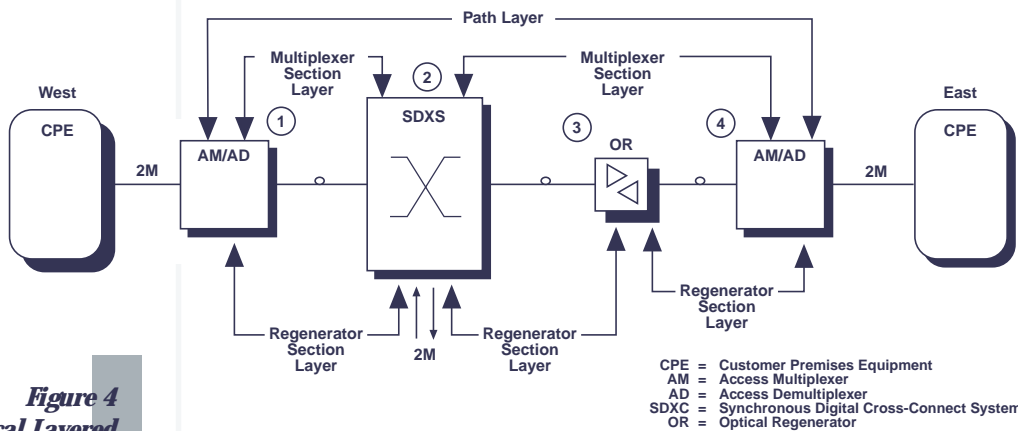 Path Layer
Multiplexer
Section
Layer
Multiplexer
Section
Layer
West
East
CPE
1
2
SDXS
3
4
CPE
AM/AD
OR
AM/AD
2M
2M
Regenerator
Section
Layer
Regenerator
Section
Layer
2M
Regenerator
Section
Layer
CPE = Customer Premises Equipment
AM = Access Multiplexer
AD = Access Demultiplexer
SDXC = Synchronous Digital Cross-Connect System
OR = Optical Regenerator
Figure 4
Layered